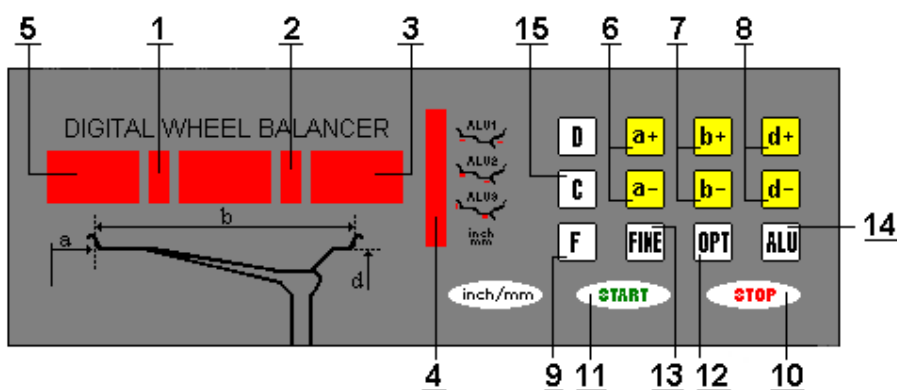 5 1 2 3 15 6 7 8
DIGITAL WHEEL BALANCER
ALU1
ALU2
ALU3
inch
mm
D a+ b+ d+
C a- b- d-
F FINE OPT ALU
14
b
a
d
inch/mm START STOP
4 9 11 13 12 10